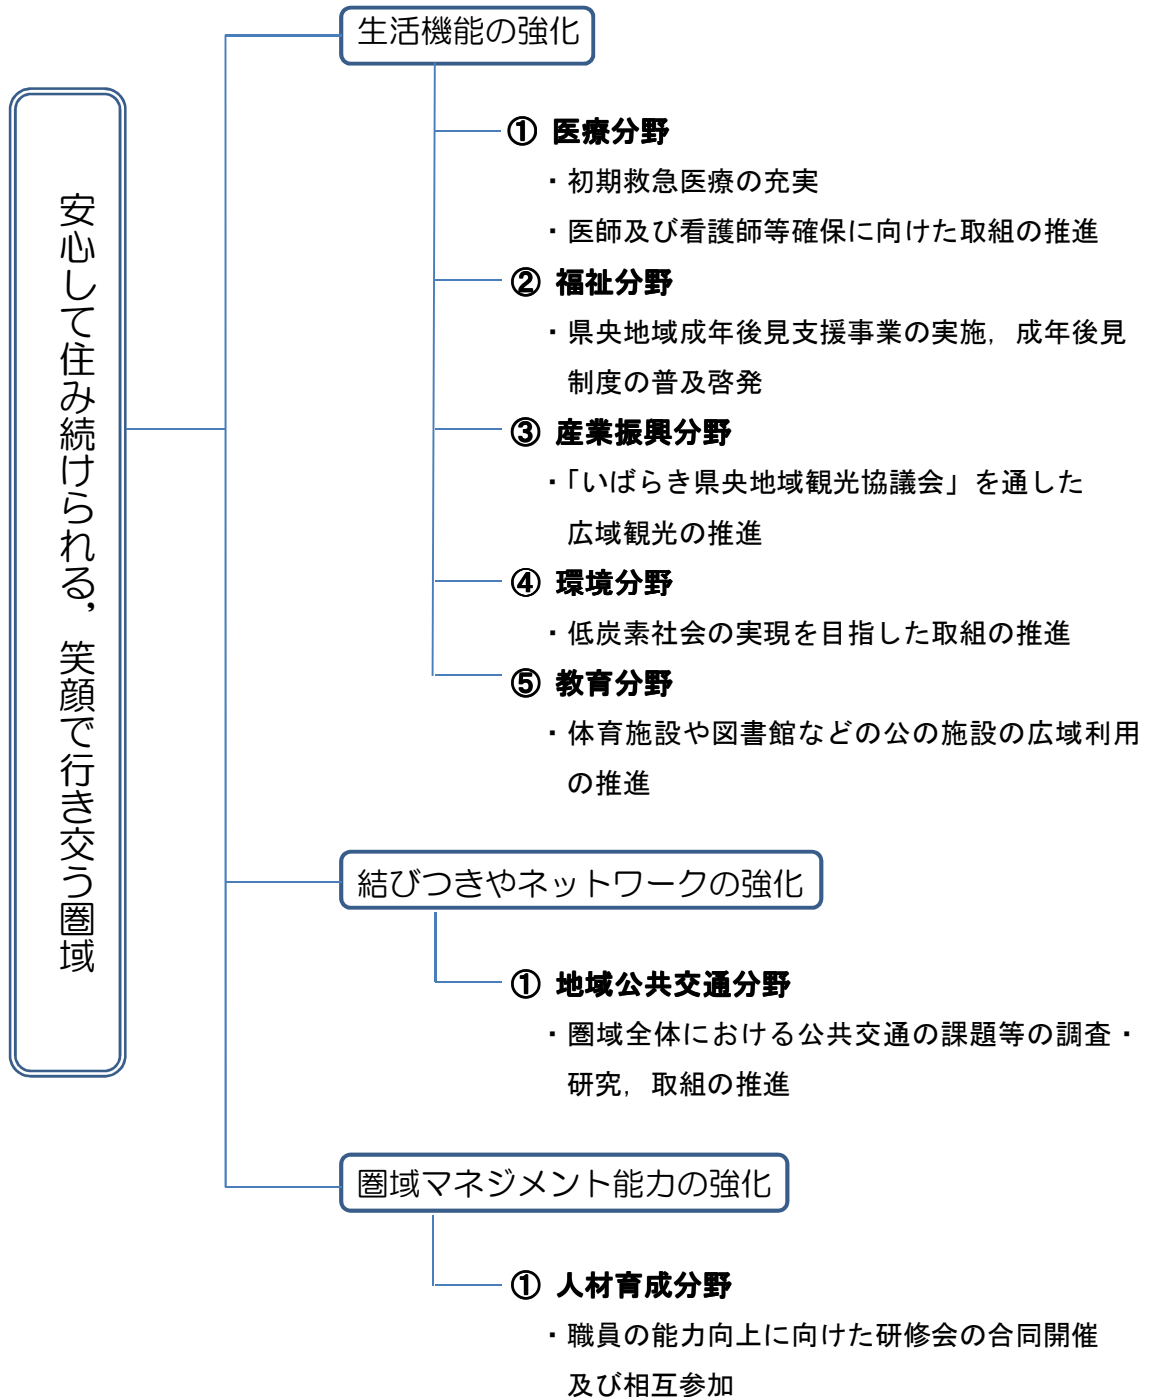 安心して住み続けられる，笑顔で行き交う圏域
生活機能の強化
① 医療分野
・初期救急医療の充実
・医師及び看護師等確保に向けた取組の推進
② 福祉分野
・県央地域成年後見支援事業の実施，成年後見
制度の普及啓発
③ 産業振興分野
・「いばらき県央地域観光協議会」を通した
広域観光の推進
④ 環境分野
・低炭素社会の実現を目指した取組の推進
⑤ 教育分野
・体育施設や図書館などの公の施設の広域利用
の推進
結びつきやネットワークの強化
① 地域公共交通分野
・圏域全体における公共交通の課題等の調査・
研究，取組の推進
圏域マネジメント能力の強化
① 人材育成分野
・職員の能力向上に向けた研修会の合同開催
及び相互参加